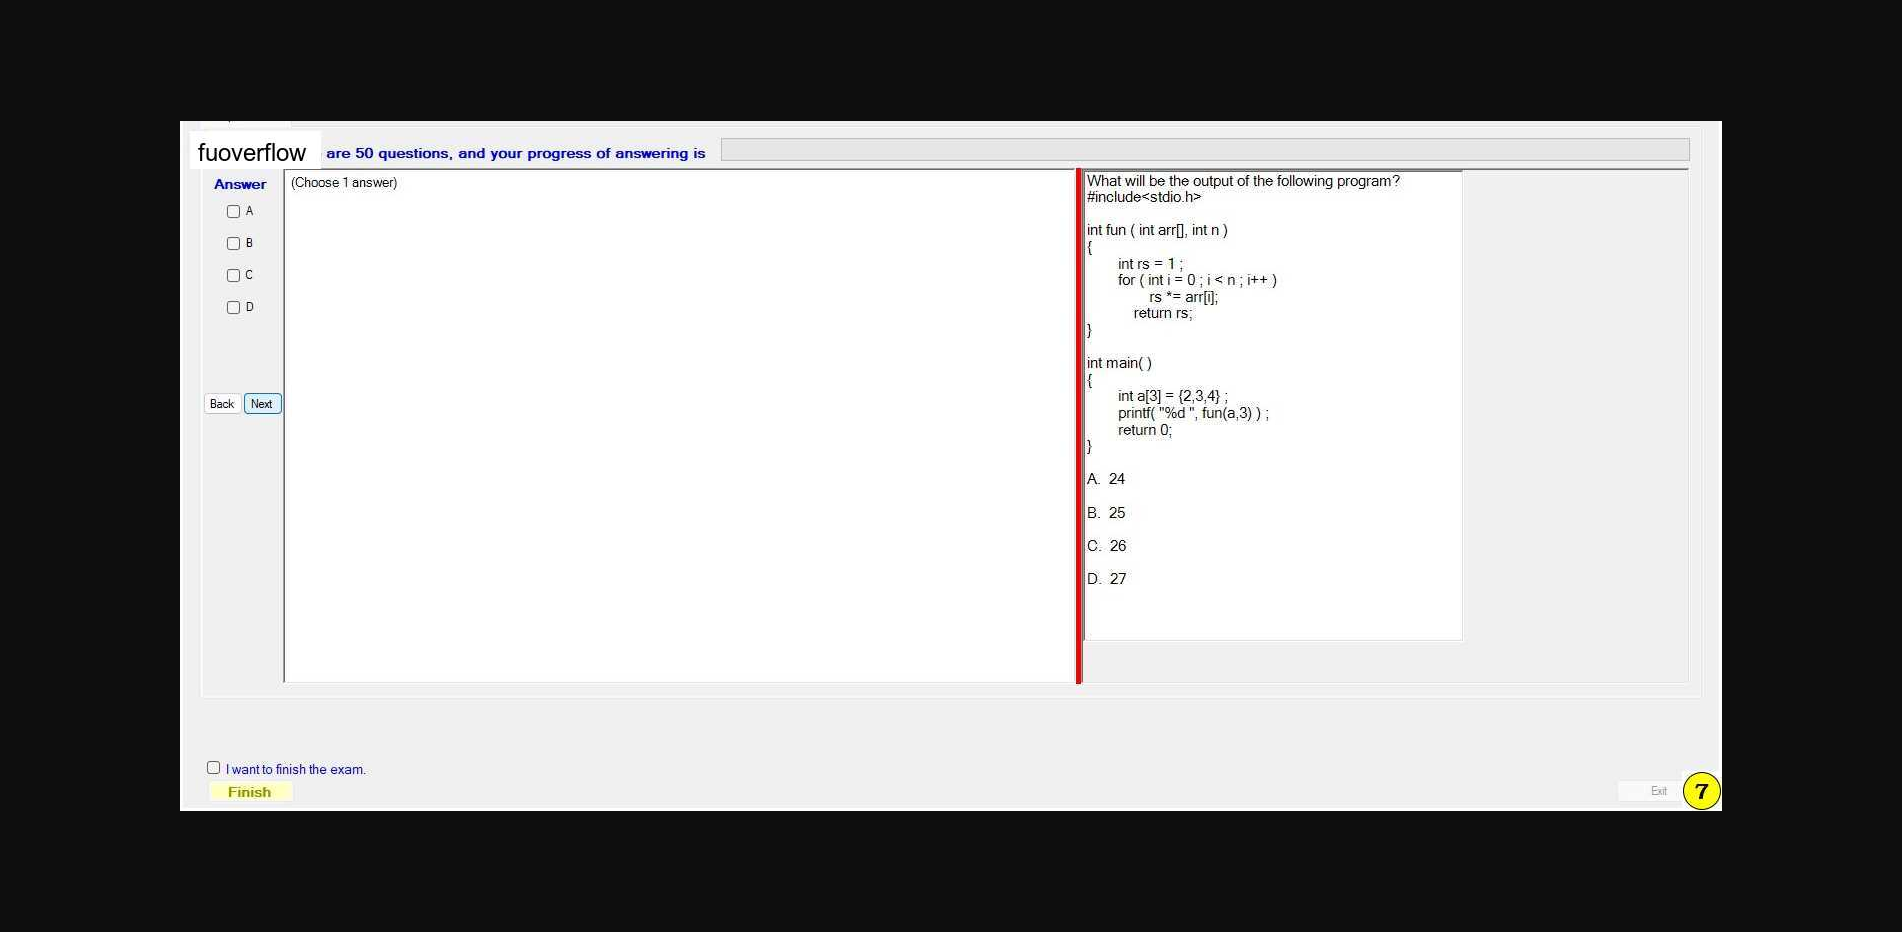 fuoverflow are 50 questions, and your progress of answering is
Answer
A
B
C
D
Back Next
(Choose 1 answer)
What will be the output of the following program?
#include<stdio.h>
int fun ( int arr[], int n )
{
int rs = 1 ;
for ( int i = 0 ; i < n ; i++ )
rs *= arr[i];
return rs;
}
int main( )
{
int a[3] = {2,3,4} ;
printf( "%d ", fun(a,3) ) ;
return 0;
}
A. 24
B. 25
C. 26
D. 27
I want to finish the exam.
Finish
Exit
7